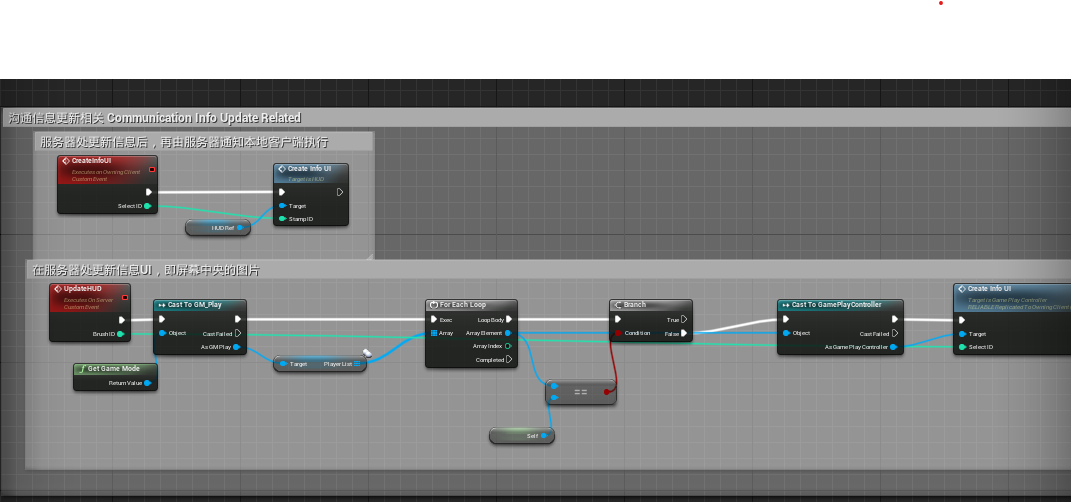 沟通信息更新相关 Communication Info Update Related
服务器处更新信息后，再由服务器通知本地客户端执行
CreateInfoUI
Executes on Owning Client
Custom Event
Select ID
Create Info UI
Target is HUD
Target
Stamp ID
HUD Ref
在服务器处更新信息UI，即屏幕中央的图片
UpdateHUD
Executes On Server
Custom Event
Brush ID
Cast To GM_Play
Object
Cast Failed
As GM Play
Get Game Mode
Return Value
Target
Player List
For Each Loop
Exec
Loop Body
Array
Array Element
Array Index
Completed
==
Self
Branch
True
Condition
False
Cast To GamePlayController
Object
Cast Failed
As Game Play Controller
Create Info UI
Target is Game Play Controller
RELIABLE Replicated To Owning Client
Target
Select ID